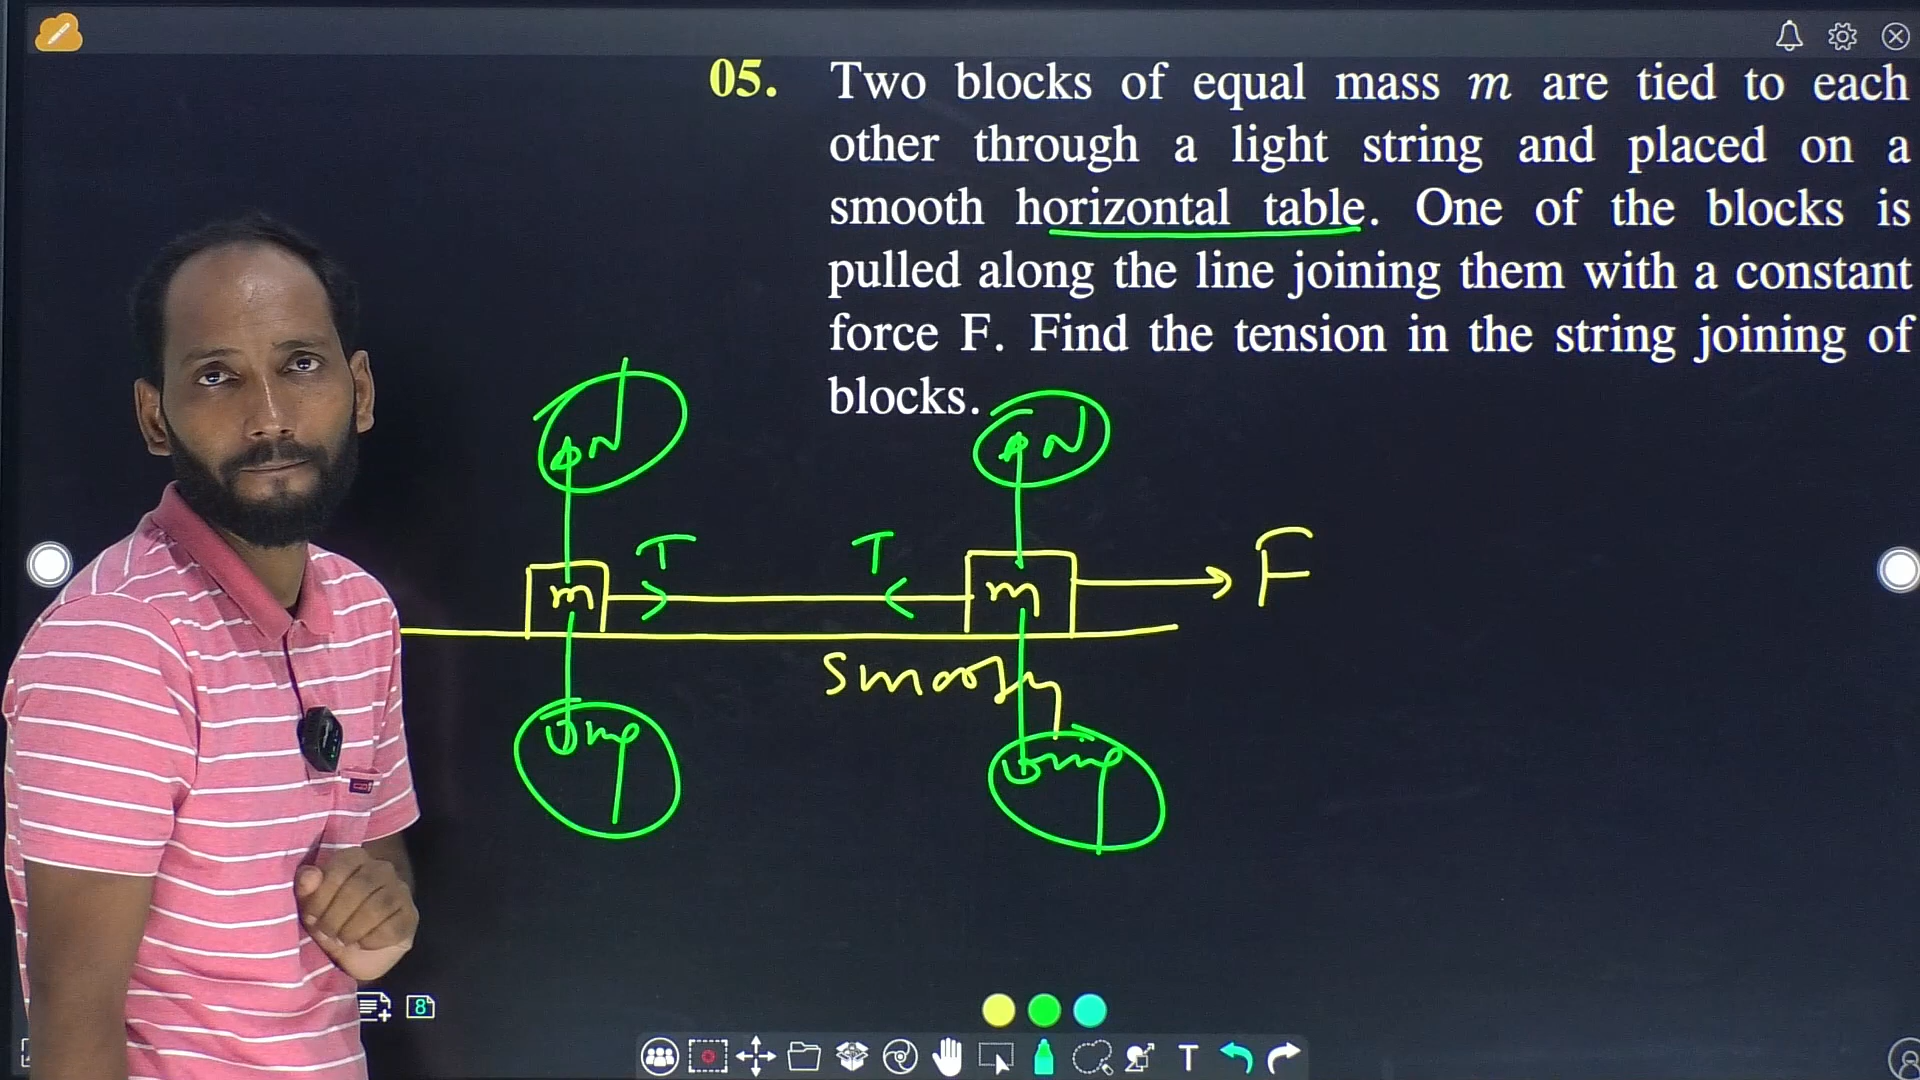 05. Two blocks of equal mass m are tied to each
other through a light string and placed on a
smooth horizontal table. One of the blocks is
pulled along the line joining them with a constant
force F. Find the tension in the string joining of
blocks.
N N
T T F
m m
Smooth
mg mg
8
T